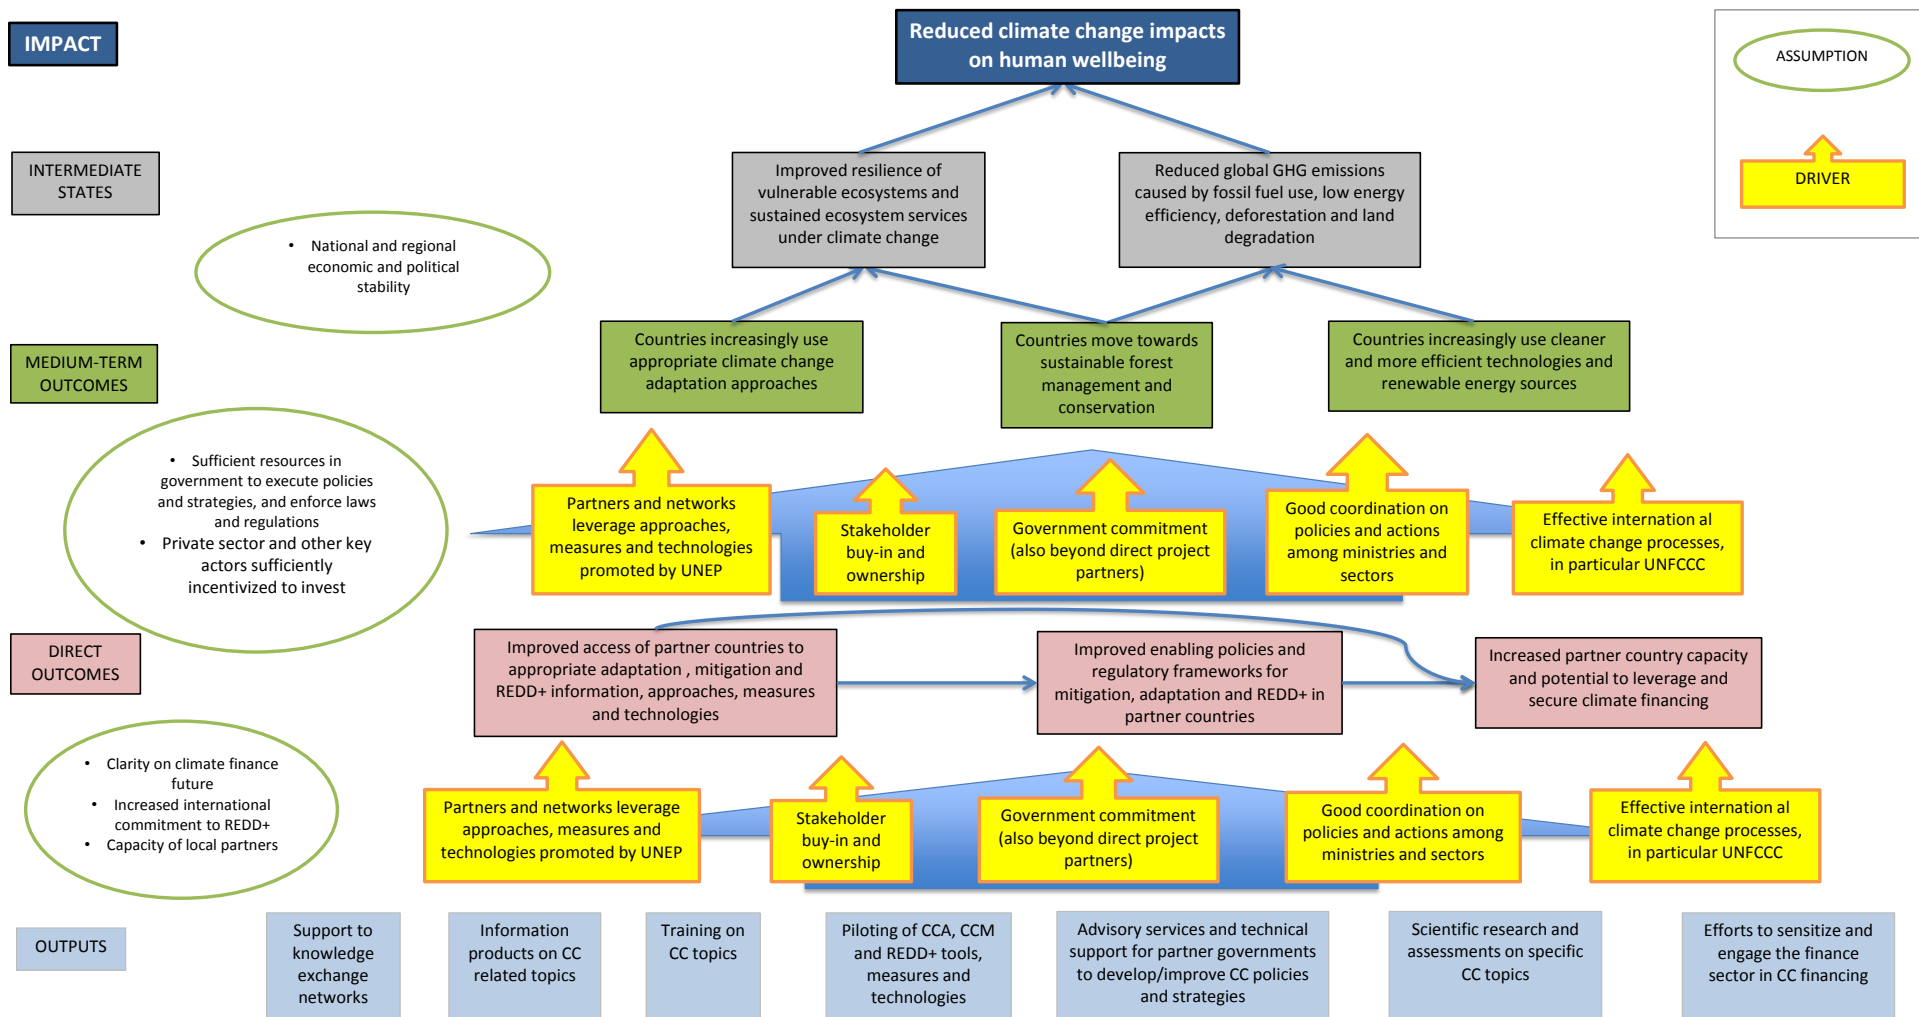 IMPACT
Reduced climate change impacts
on human wellbeing
ASSUMPTION
DRIVER
INTERMEDIATE
STATES
Improved resilience of
vulnerable ecosystems and
sustained ecosystem services
under climate change
Reduced global GHG emissions
caused by fossil fuel use, low energy
efficiency, deforestation and land
degradation
• National and regional
economic and political
stability
MEDIUM-TERM
OUTCOMES
Countries increasingly use
appropriate climate change
adaptation approaches
Countries move towards
sustainable forest
management and
conservation
Countries increasingly use cleaner
and more efficient technologies and
renewable energy sources
• Sufficient resources in
government to execute policies
and strategies, and enforce laws
and regulations
• Private sector and other key
actors sufficiently
incentivized to invest
Partners and networks
leverage approaches,
measures and technologies
promoted by UNEP
Stakeholder
buy-in and
ownership
Government commitment
(also beyond direct project
partners)
Good coordination on
policies and actions
among ministries and
sectors
Effective internation al
climate change processes,
in particular UNFCCC
DIRECT
OUTCOMES
Improved access of partner countries to
appropriate adaptation , mitigation and
REDD+ information, approaches, measures
and technologies
Improved enabling policies and
regulatory frameworks for
mitigation, adaptation and REDD+ in
partner countries
Increased partner country capacity
and potential to leverage and
secure climate financing
• Clarity on climate finance
future
• Increased international
commitment to REDD+
• Capacity of local partners
Partners and networks leverage
approaches, measures and
technologies promoted by UNEP
Stakeholder
buy-in and
ownership
Government commitment
(also beyond direct project
partners)
Good coordination on
policies and actions among
ministries and sectors
Effective internation al
climate change processes,
in particular UNFCCC
OUTPUTS
Support to
knowledge
exchange
networks
Information
products on CC
related topics
Training on
CC topics
Piloting of CCA, CCM
and REDD+ tools,
measures and
technologies
Advisory services and technical
support for partner governments
to develop/improve CC policies
and strategies
Scientific research and
assessments on specific
CC topics
Efforts to sensitize and
engage the finance
sector in CC financing